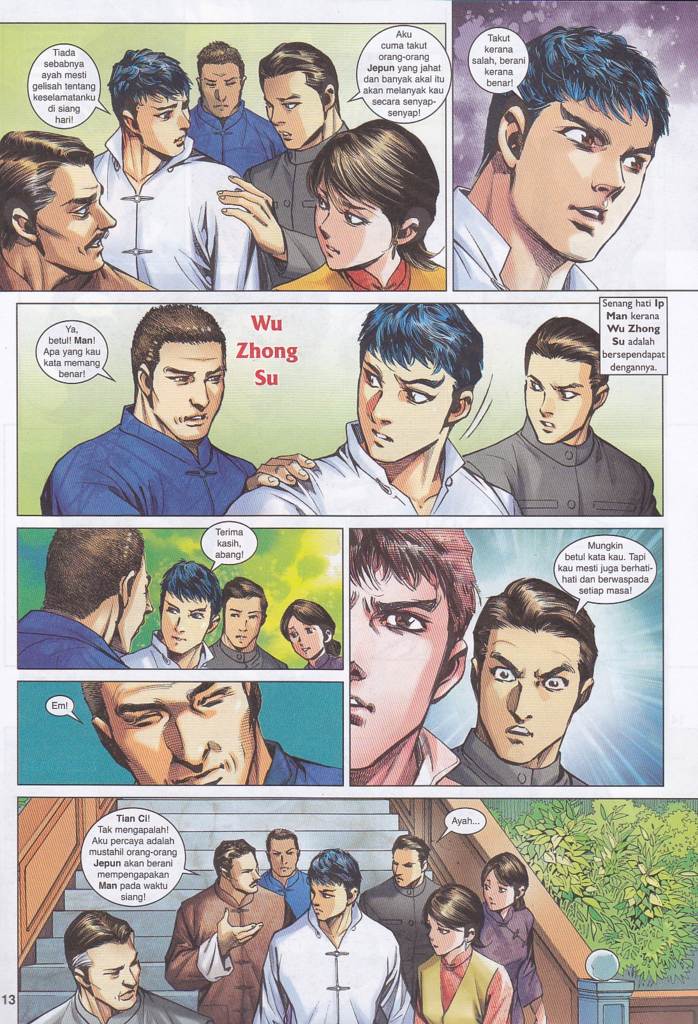 Tiada
sebabnya
ayah mesti
gelisah tentang
keselamatanku
di siang
hari!
Aku
cuma takut
orang-orang
Jepun yang jahat
dan banyak akal itu
akan melanyak kau
secara senyap-
senyap!
Takut
kerana
salah, berani
kerana
benar!
Ya,
betul! Man!
Apa yang kau
kata memang
benar!
Wu
Zhong
Su
Senang hati Ip
Man kerana
Wu Zhong
Su adalah
bersependapat
dengannya.
Terima
kasih,
abang!
Mungkin
betul kata kau. Tapi
kau mesti juga berhati-
hati dan berwaspada
setiap masa!
Em!
Tian Ci!
Tak mengapalah!
Aku percaya adalah
mustahil orang-orang
Jepun akan berani
mempengapakan
Man pada waktu
siang!
Ayah...
13